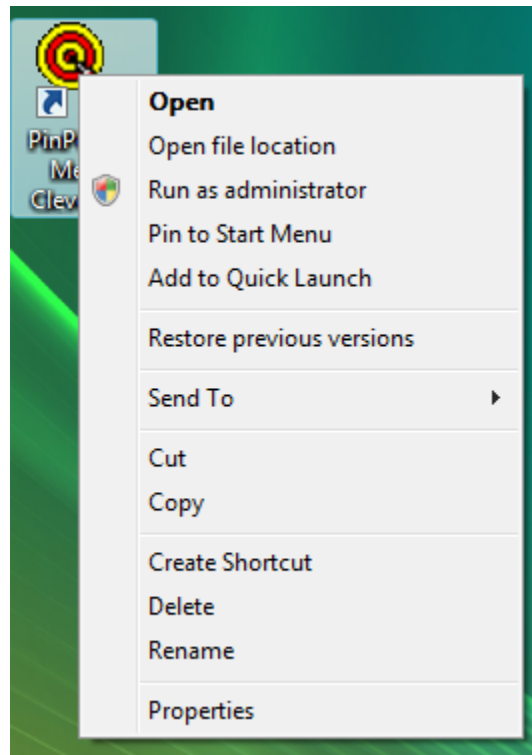 Open
Open file location
Run as administrator
Pin to Start Menu
Add to Quick Launch
Restore previous versions
Send To
Cut
Copy
Create Shortcut
Delete
Rename
Properties